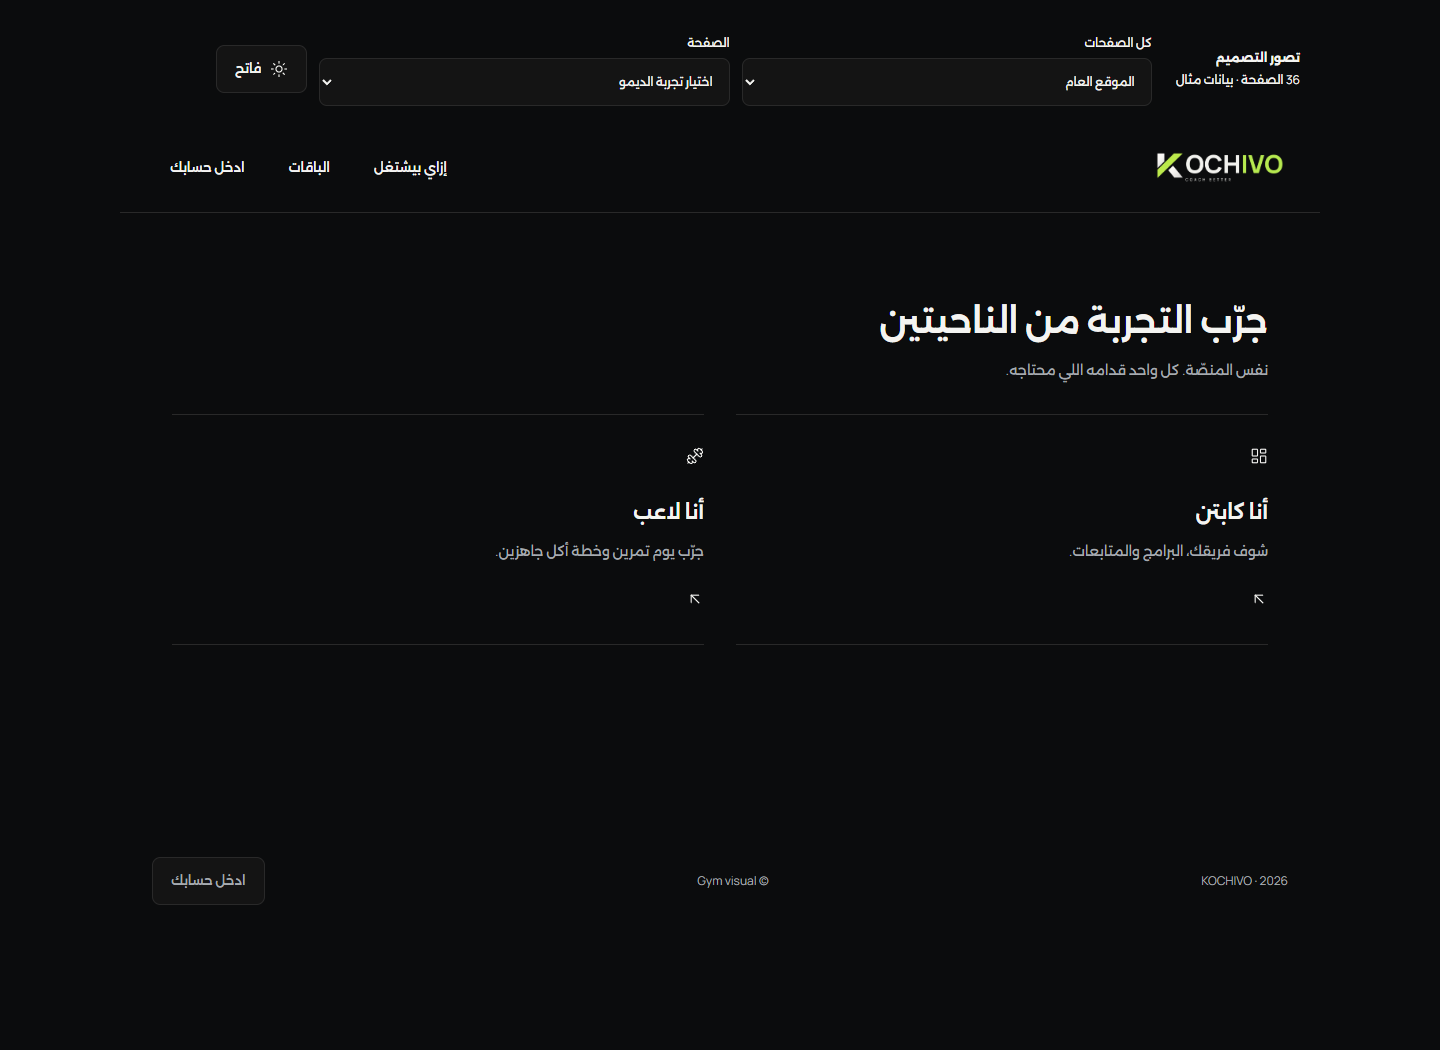 تصور التصميم
36 الصفحة · بيانات مثال
كل الصفحات
الموقع العام
الصفحة
اختيار تجربة الديمو
فاتح
KOCHIVO
COACH BETTER
إزاي بيشتغل
الباقات
ادخل حسابك
جرّب التجربة من الناحيتين
نفس المنصّة. كل واحد قدامه اللي محتاجه.
أنا كابتن
شوف فريقك، البرامج والمتابعات.
أنا لاعب
جرّب يوم تمرين وخطة أكل جاهزين.
KOCHIVO · 2026
Gym visual ©
ادخل حسابك